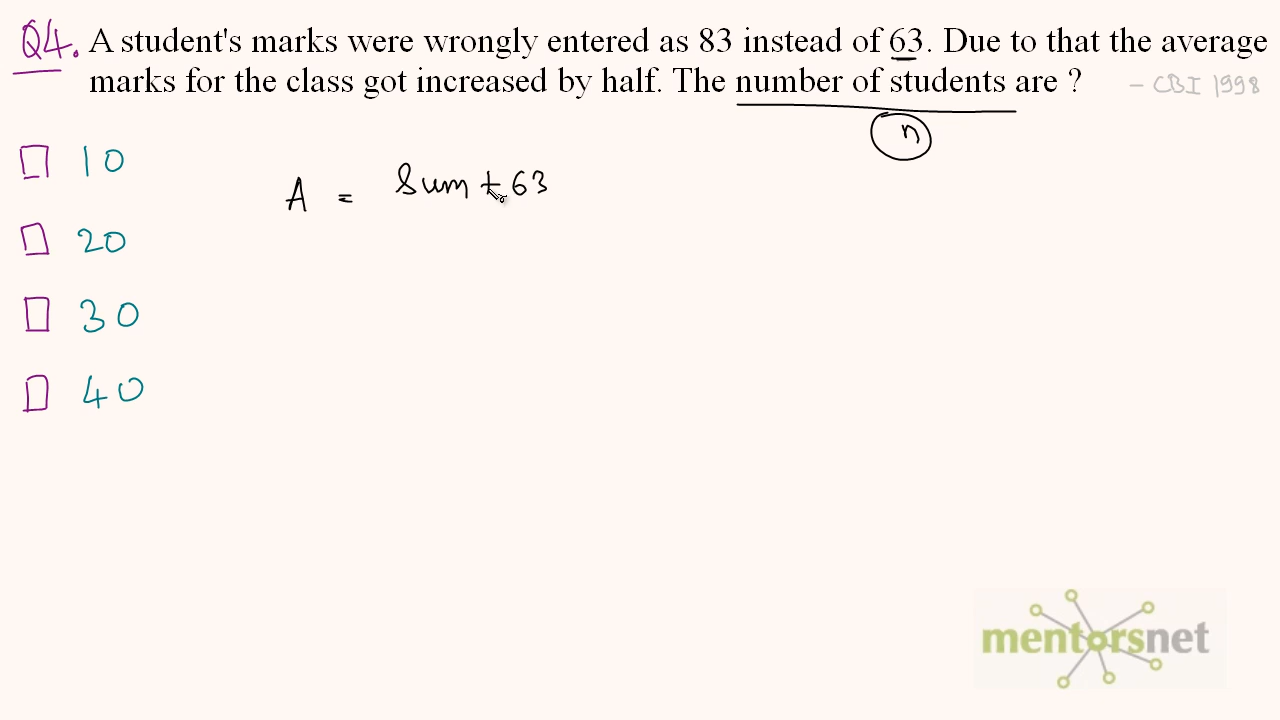 Q4. A student's marks were wrongly entered as 83 instead of 63. Due to that the average
marks for the class got increased by half. The number of students are ? - CBI 1998
n
10
A = Sum + 63
20
30
40
mentorsnet